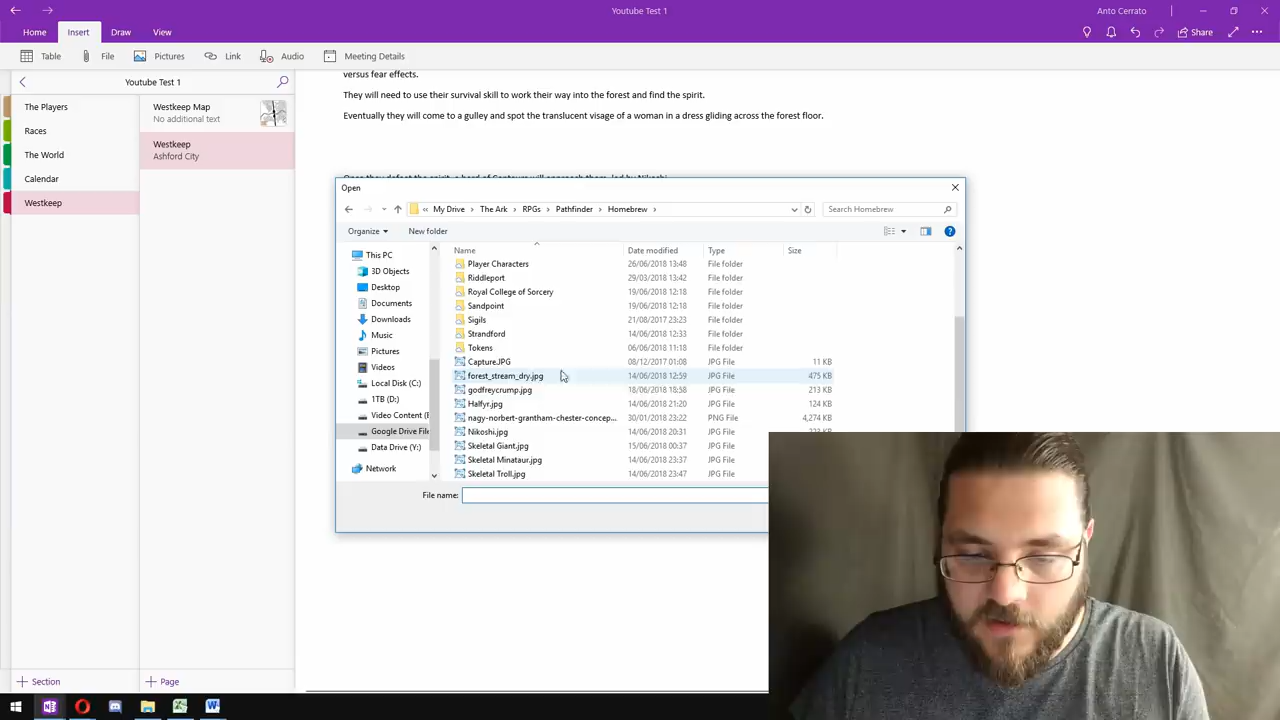 Youtube Test 1
Anto Cerrato
Home
Insert
Draw
View
Share
Table
File
Pictures
Link
Audio
Meeting Details
Youtube Test 1
The Players
Races
The World
Calendar
Westkeep
Westkeep Map
No additional text
Westkeep
Ashford City
versus fear effects.
They will need to use their survival skill to work their way into the forest and find the spirit.
Eventually they will come to a gulley and spot the translucent visage of a woman in a dress gliding across the forest floor.
Open
« My Drive > The Ark > RPGs > Pathfinder > Homebrew >
Search Homebrew
Organize
New folder
This PC
3D Objects
Desktop
Documents
Downloads
Music
Pictures
Videos
Local Disk (C:)
1TB (D:)
Video Content (
Google Drive File
Data Drive (Y:)
Network
Name Date modified Type Size
Player Characters 26/06/2018 13:48 File folder
Riddleport 29/03/2018 13:42 File folder
Royal College of Sorcery 19/06/2018 12:18 File folder
Sandpoint 19/06/2018 12:18 File folder
Sigils 21/08/2017 23:23 File folder
Strandford 14/06/2018 12:33 File folder
Tokens 06/06/2018 11:18 File folder
Capture.JPG 08/12/2017 01:08 JPG File 11 KB
forest_stream_dry.jpg 14/06/2018 12:59 JPG File 475 KB
godfreycrump.jpg 18/06/2018 18:58 JPG File 213 KB
Halfyr.jpg 14/06/2018 21:20 JPG File 124 KB
nagy-norbert-grantham-chester-concep... 30/01/2018 23:22 PNG File 4,274 KB
Nikoshi.jpg 14/06/2018 20:31 JPG File
Skeletal Giant.jpg 15/06/2018 00:37 JPG File
Skeletal Minataur.jpg 14/06/2018 23:37 JPG File
Skeletal Troll.jpg 14/06/2018 23:47 JPG File
File name:
Section
Page